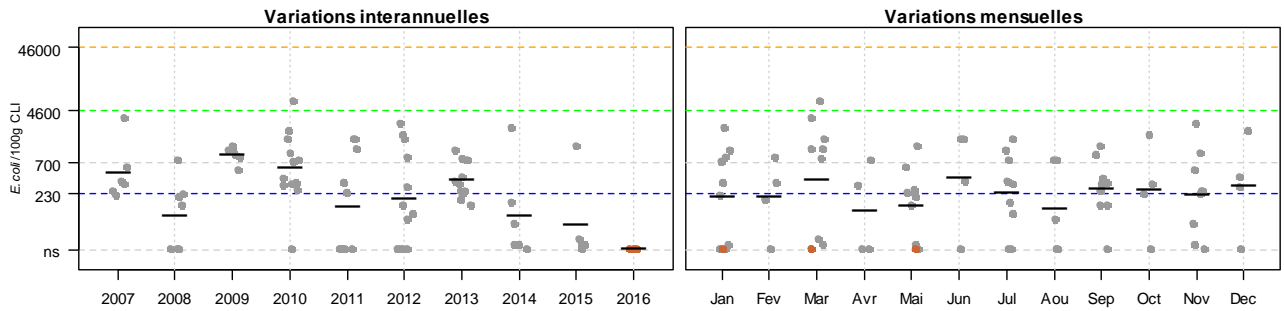 Variations interannuelles
Variations mensuelles
E.coli/100g CLI
46000
4600
700
230
ns
2007 2008 2009 2010 2011 2012 2013 2014 2015 2016
Jan Fev Mar Avr Mai Jun Jul Aou Sep Oct Nov Dec